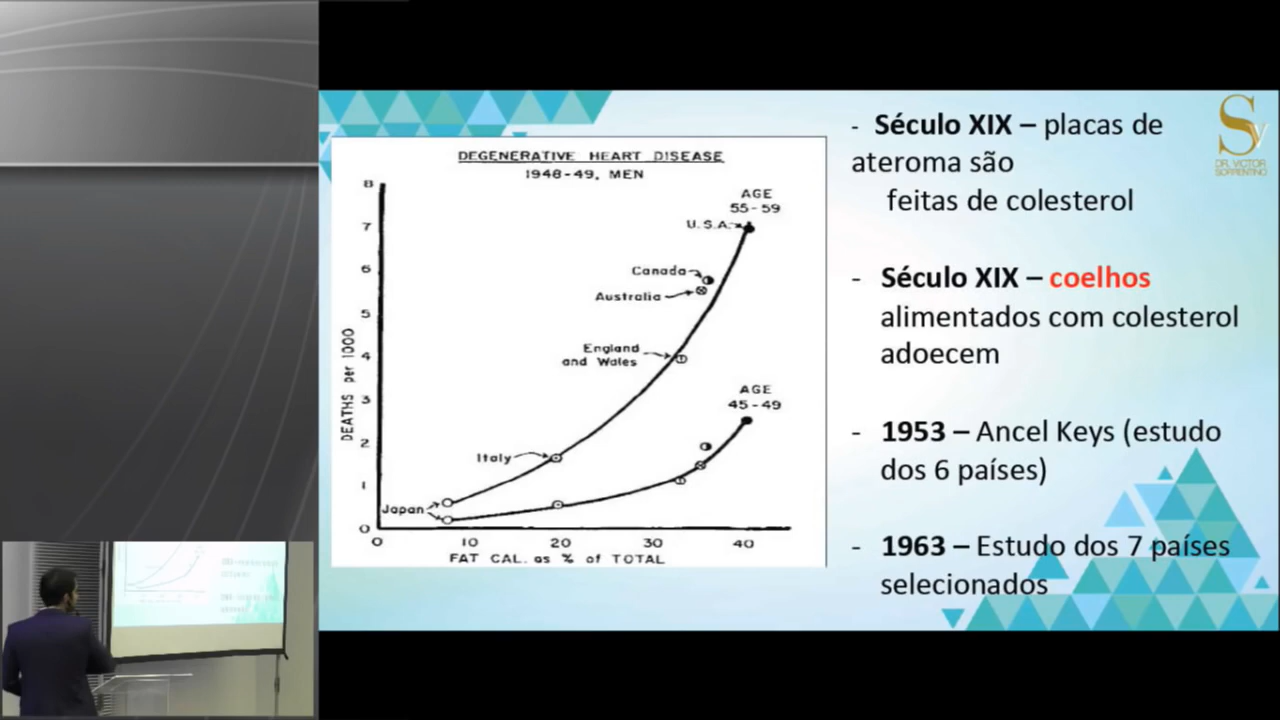 DEGENERATIVE HEART DISEASE
1948-49, MEN
8
7
6
5
4
3
2
1
0
DEATHS per 1000
AGE
55-59
U.S.A.
Canada
Australia
England
and Wales
Italy
Japan
AGE
45-49
0 10 20 30 40
FAT CAL. as % of TOTAL
- Século XIX – placas de
ateroma são
feitas de colesterol
- Século XIX – coelhos
alimentados com colesterol
adoecem
- 1953 – Ancel Keys (estudo
dos 6 países)
- 1963 – Estudo dos 7 países
selecionados
Sv
DR. VICTOR
SORRENTINO